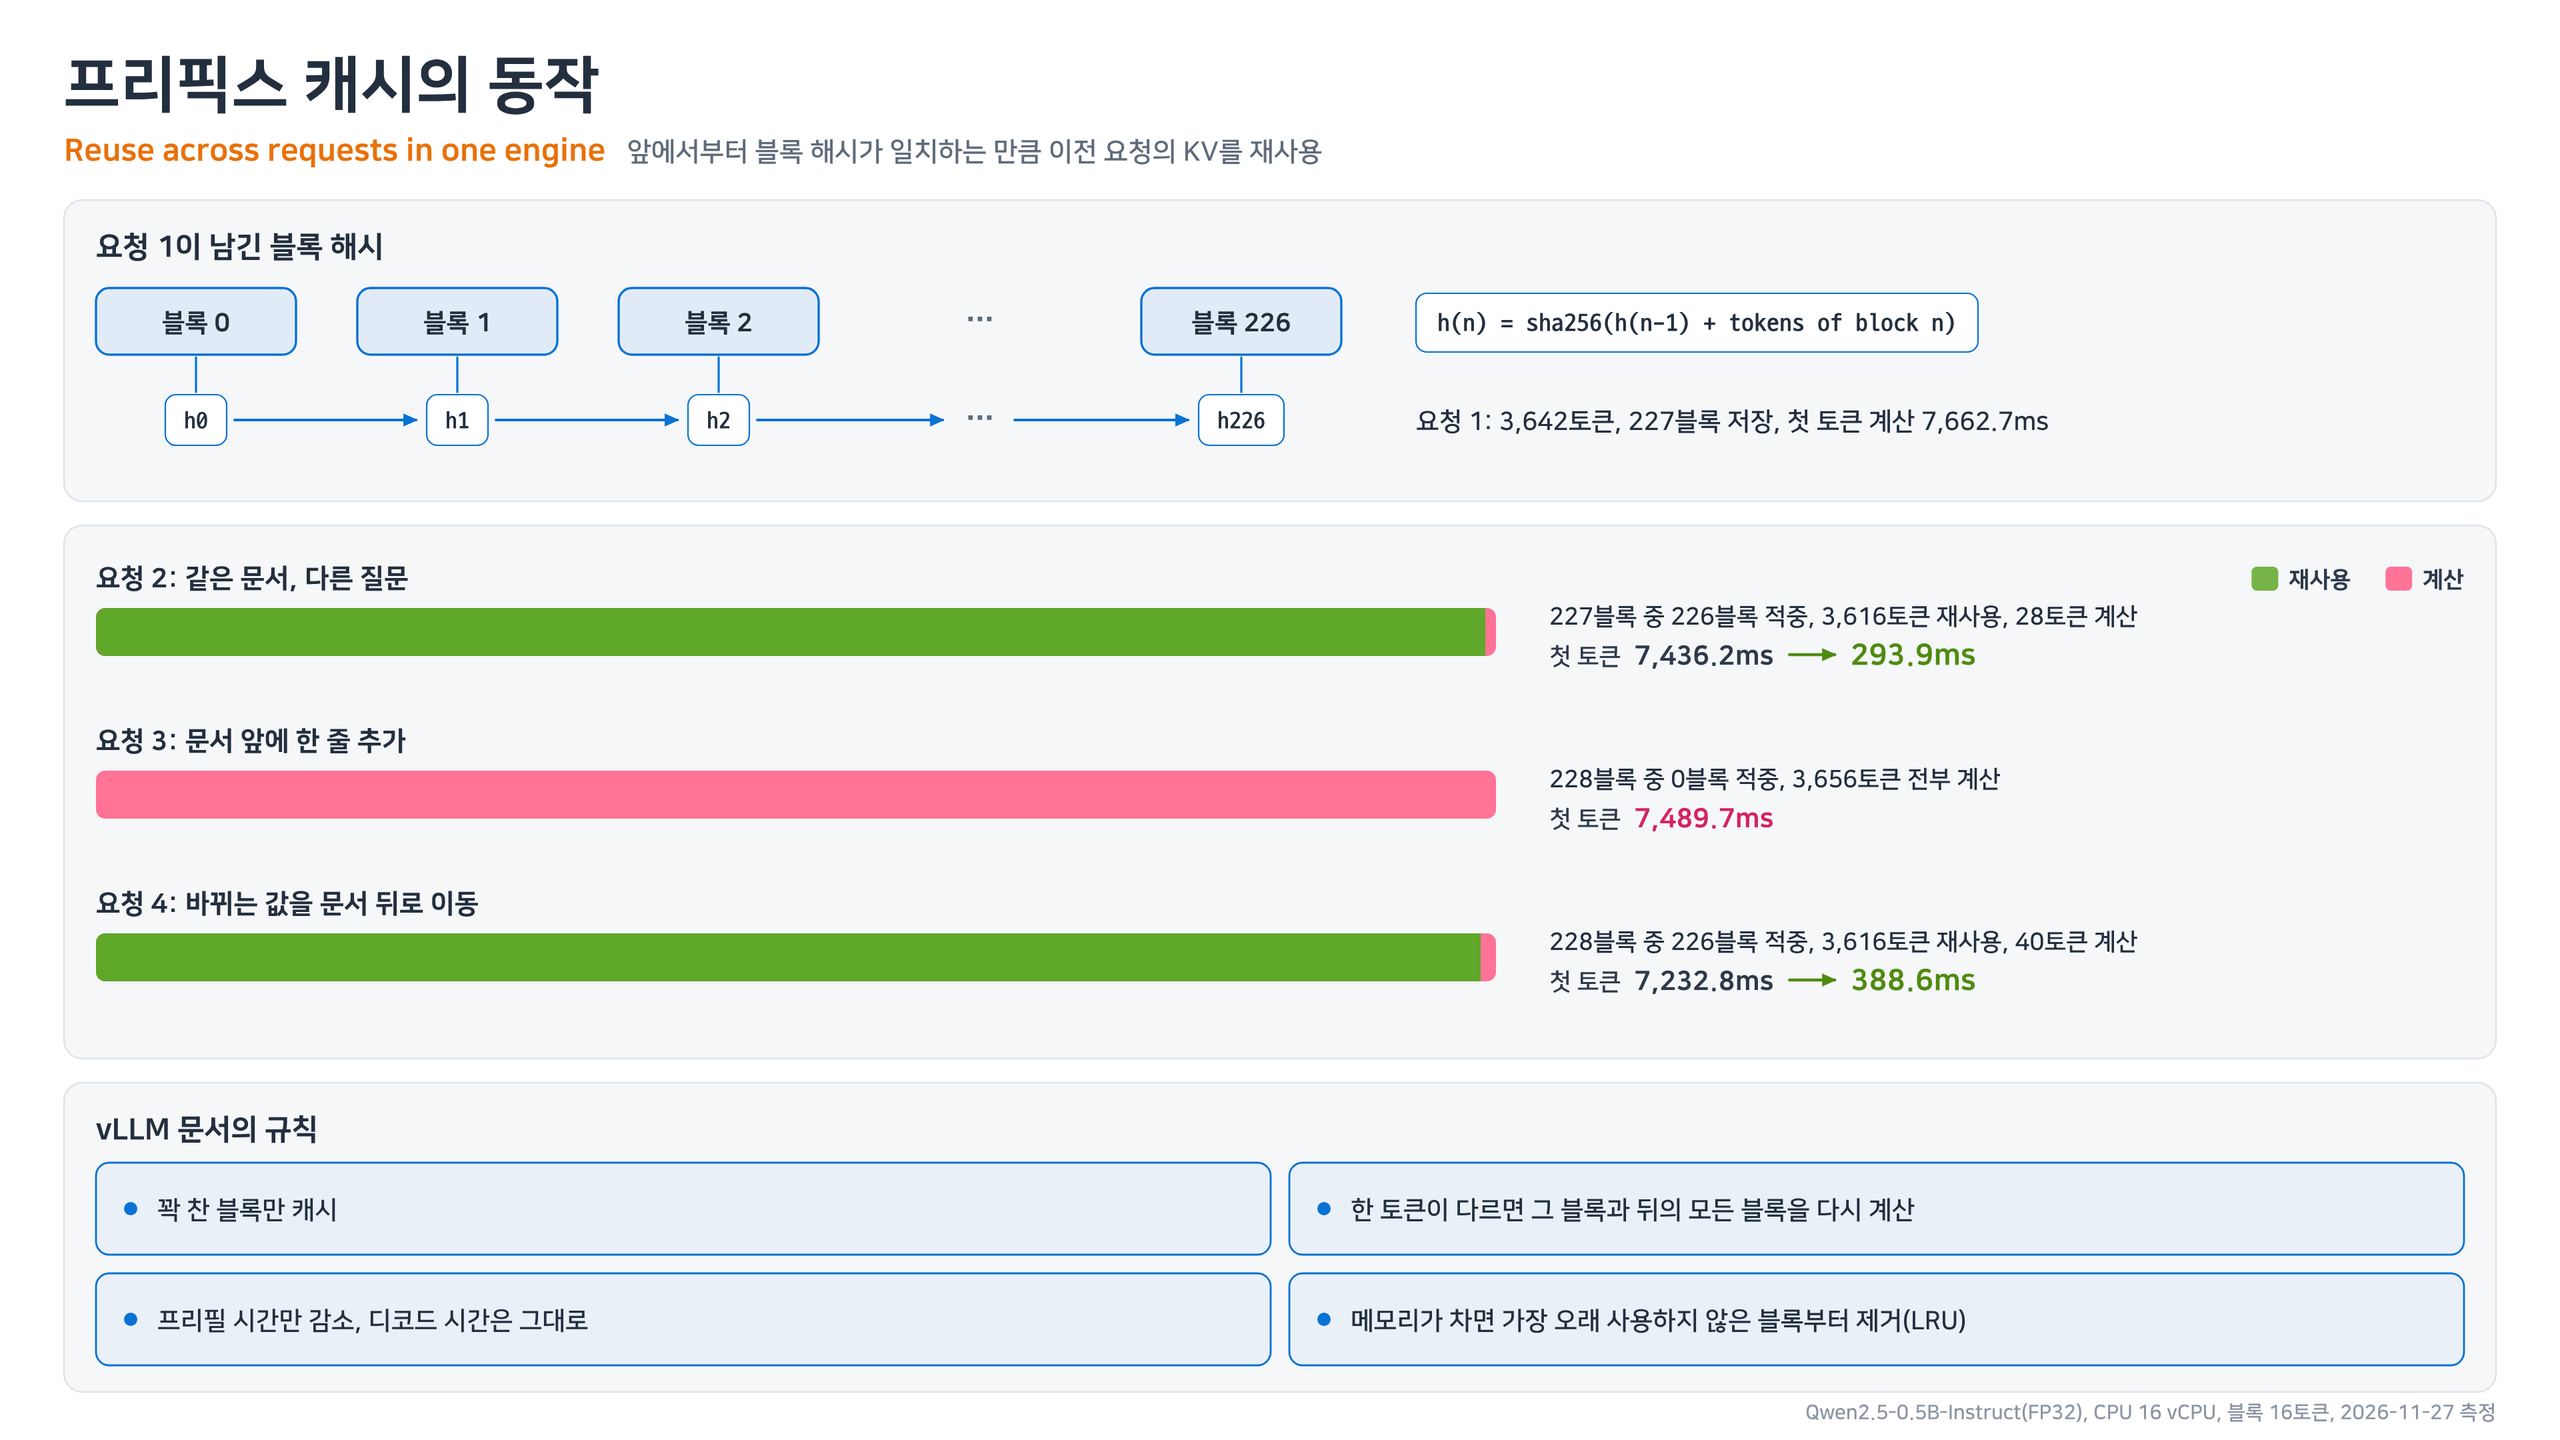 프리픽스 캐시의 동작
Reuse across requests in one engine 앞에서부터 블록 해시가 일치하는 만큼 이전 요청의 KV를 재사용
요청 1이 남긴 블록 해시
블록 0 블록 1 블록 2 ··· 블록 226
h(n) = sha256(h(n-1) + tokens of block n)
h0 h1 h2 ··· h226
요청 1: 3,642토큰, 227블록 저장, 첫 토큰 계산 7,662.7ms
요청 2: 같은 문서, 다른 질문
재사용 계산
227블록 중 226블록 적중, 3,616토큰 재사용, 28토큰 계산
첫 토큰 7,436.2ms → 293.9ms
요청 3: 문서 앞에 한 줄 추가
228블록 중 0블록 적중, 3,656토큰 전부 계산
첫 토큰 7,489.7ms
요청 4: 바뀌는 값을 문서 뒤로 이동
228블록 중 226블록 적중, 3,616토큰 재사용, 40토큰 계산
첫 토큰 7,232.8ms → 388.6ms
vLLM 문서의 규칙
● 꽉 찬 블록만 캐시
● 한 토큰이 다르면 그 블록과 뒤의 모든 블록을 다시 계산
● 프리필 시간만 감소, 디코드 시간은 그대로
● 메모리가 차면 가장 오래 사용하지 않은 블록부터 제거(LRU)
Qwen2.5-0.5B-Instruct(FP32), CPU 16 vCPU, 블록 16토큰, 2026-11-27 측정